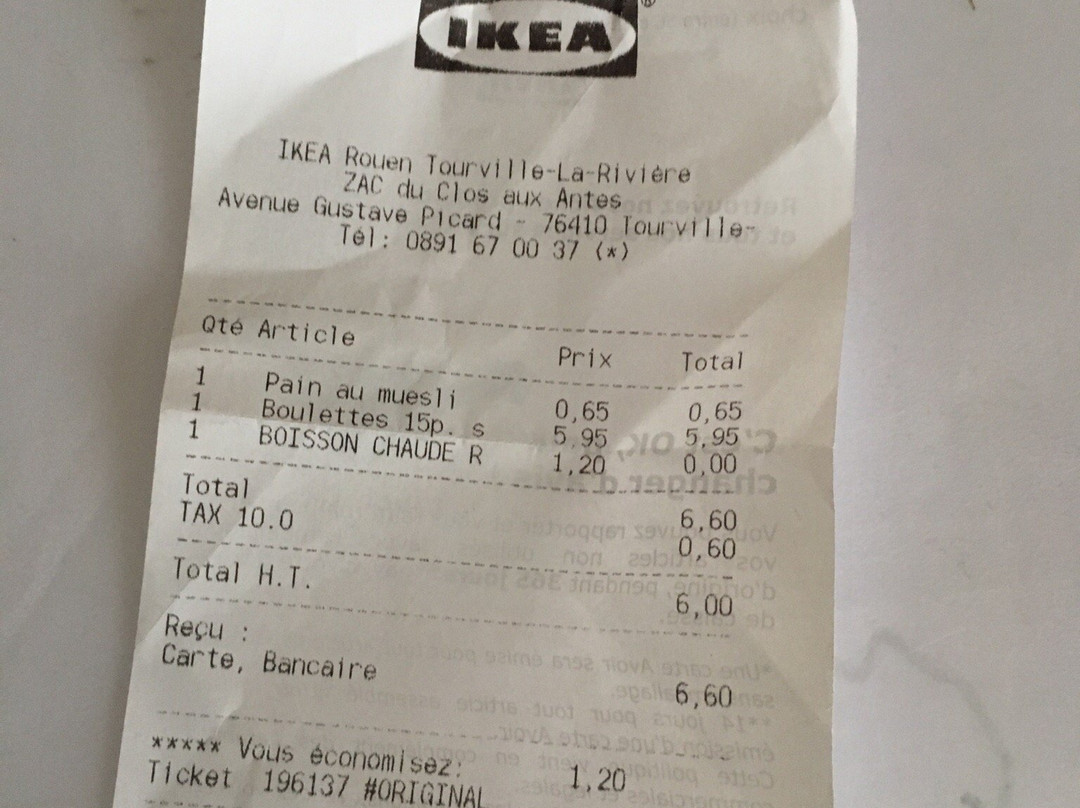 IKEA
IKEA Rouen Tourville-La-Rivière
ZAC du Clos aux Antes
Avenue Gustave Picard - 76410 Tourville-
Tél: 0891 67 00 37 (*)
Qté Article Prix Total
1 Pain au muesli 0,65 0,65
1 Boulettes 15p. s 5,95 5,95
1 BOISSON CHAUDE R 1,20 0,00
Total 6,60
TAX 10.0 0,60
Total H.T. 6,00
Reçu :
Carte, Bancaire 6,60
***** Vous économisez: 1,20
Ticket 196137 #ORIGINAL